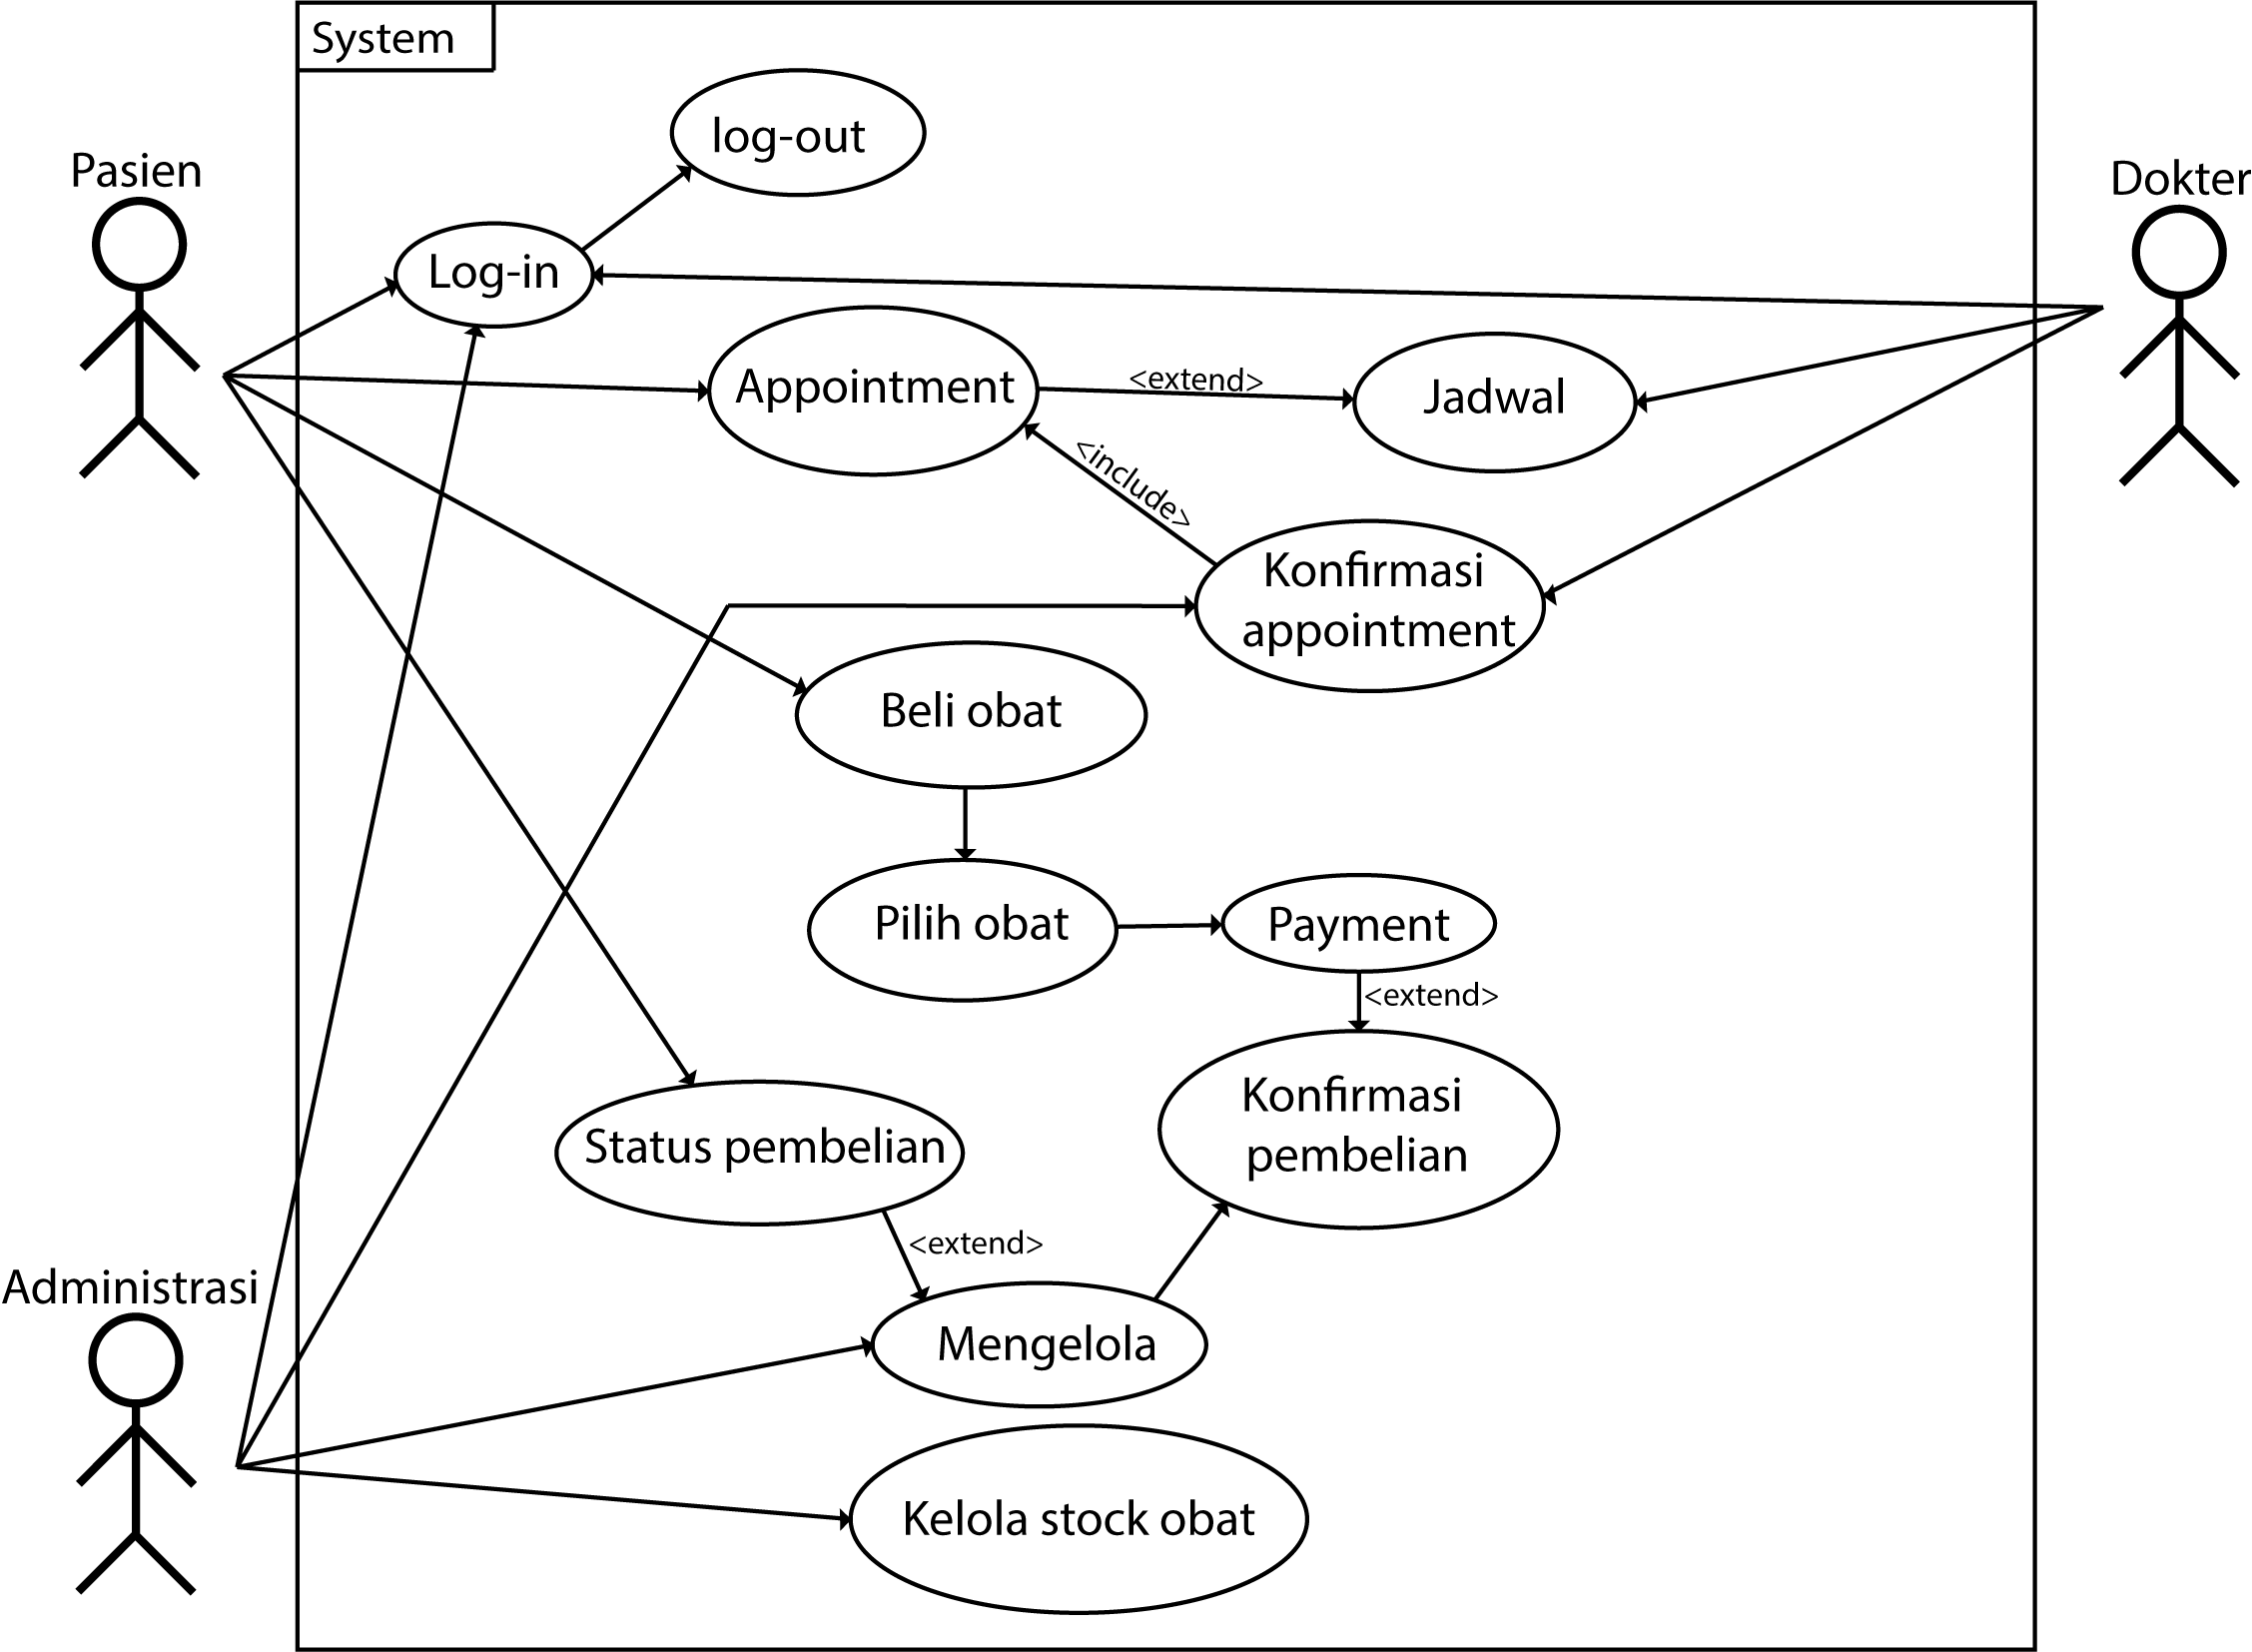 System
log-out
Pasien
Dokter
Log-in
Appointment
<extend>
Jadwal
<include>
Konfirmasi
appointment
Beli obat
Pilih obat
Payment
<extend>
Konfirmasi
pembelian
Status pembelian
<extend>
Administrasi
Mengelola
Kelola stock obat